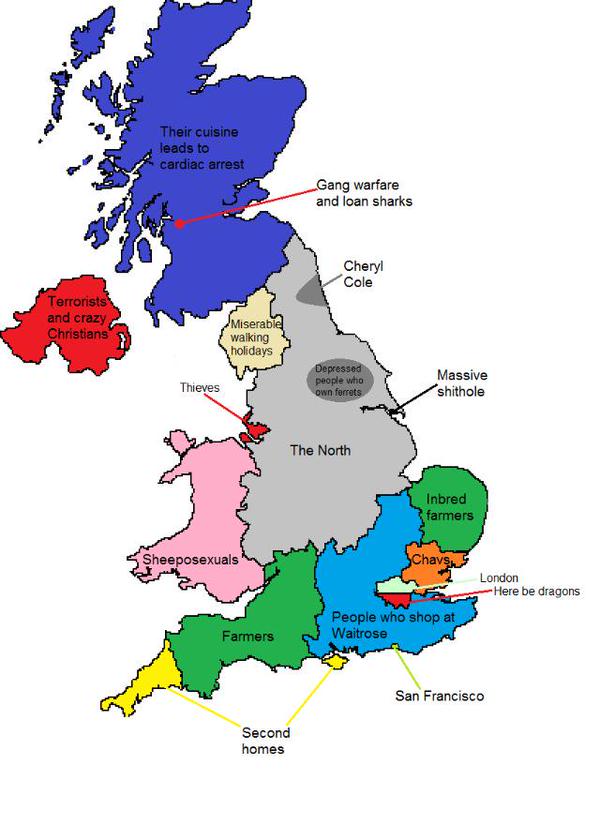 Their cuisine
leads to
cardiac arrest
Gang warfare
and loan sharks
Cheryl
Cole
Terrorists
and crazy
Christians
Miserable
walking
holidays
Depressed
people who
own ferrets
Massive
shithole
Thieves
The North
Inbred
farmers
Sheeposexuals
Chavs
London
Here be dragons
People who shop at
Waitrose
Farmers
San Francisco
Second
homes